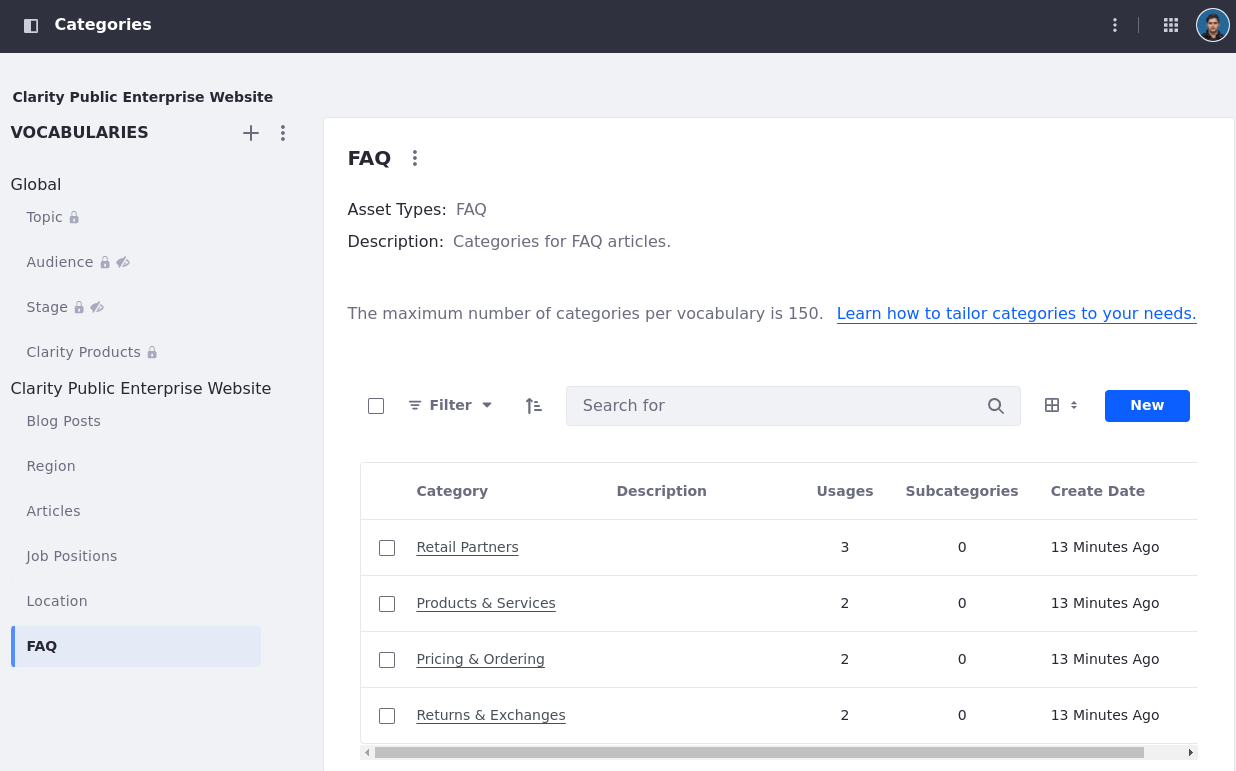 Categories
Clarity Public Enterprise Website
VOCABULARIES
Global
Topic
Audience
Stage
Clarity Products
Clarity Public Enterprise Website
Blog Posts
Region
Articles
Job Positions
Location
FAQ
FAQ
Asset Types: FAQ
Description: Categories for FAQ articles.
The maximum number of categories per vocabulary is 150. Learn how to tailor categories to your needs.
Filter Search for New
Category Description Usages Subcategories Create Date
Retail Partners 3 0 13 Minutes Ago
Products & Services 2 0 13 Minutes Ago
Pricing & Ordering 2 0 13 Minutes Ago
Returns & Exchanges 2 0 13 Minutes Ago